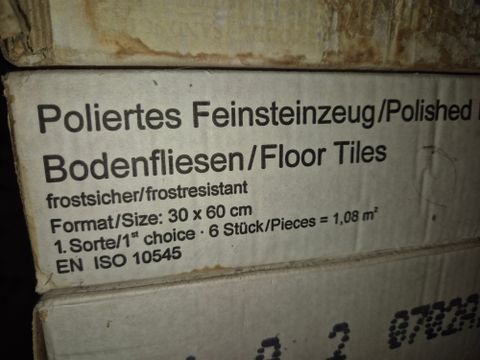 Poliertes Feinsteinzeug/Polished
Bodenfliesen/Floor Tiles
frostsicher/frostresistant
Format/Size: 30 x 60 cm
1. Sorte/1st choice · 6 Stück/Pieces = 1,08 m²
EN ISO 10545